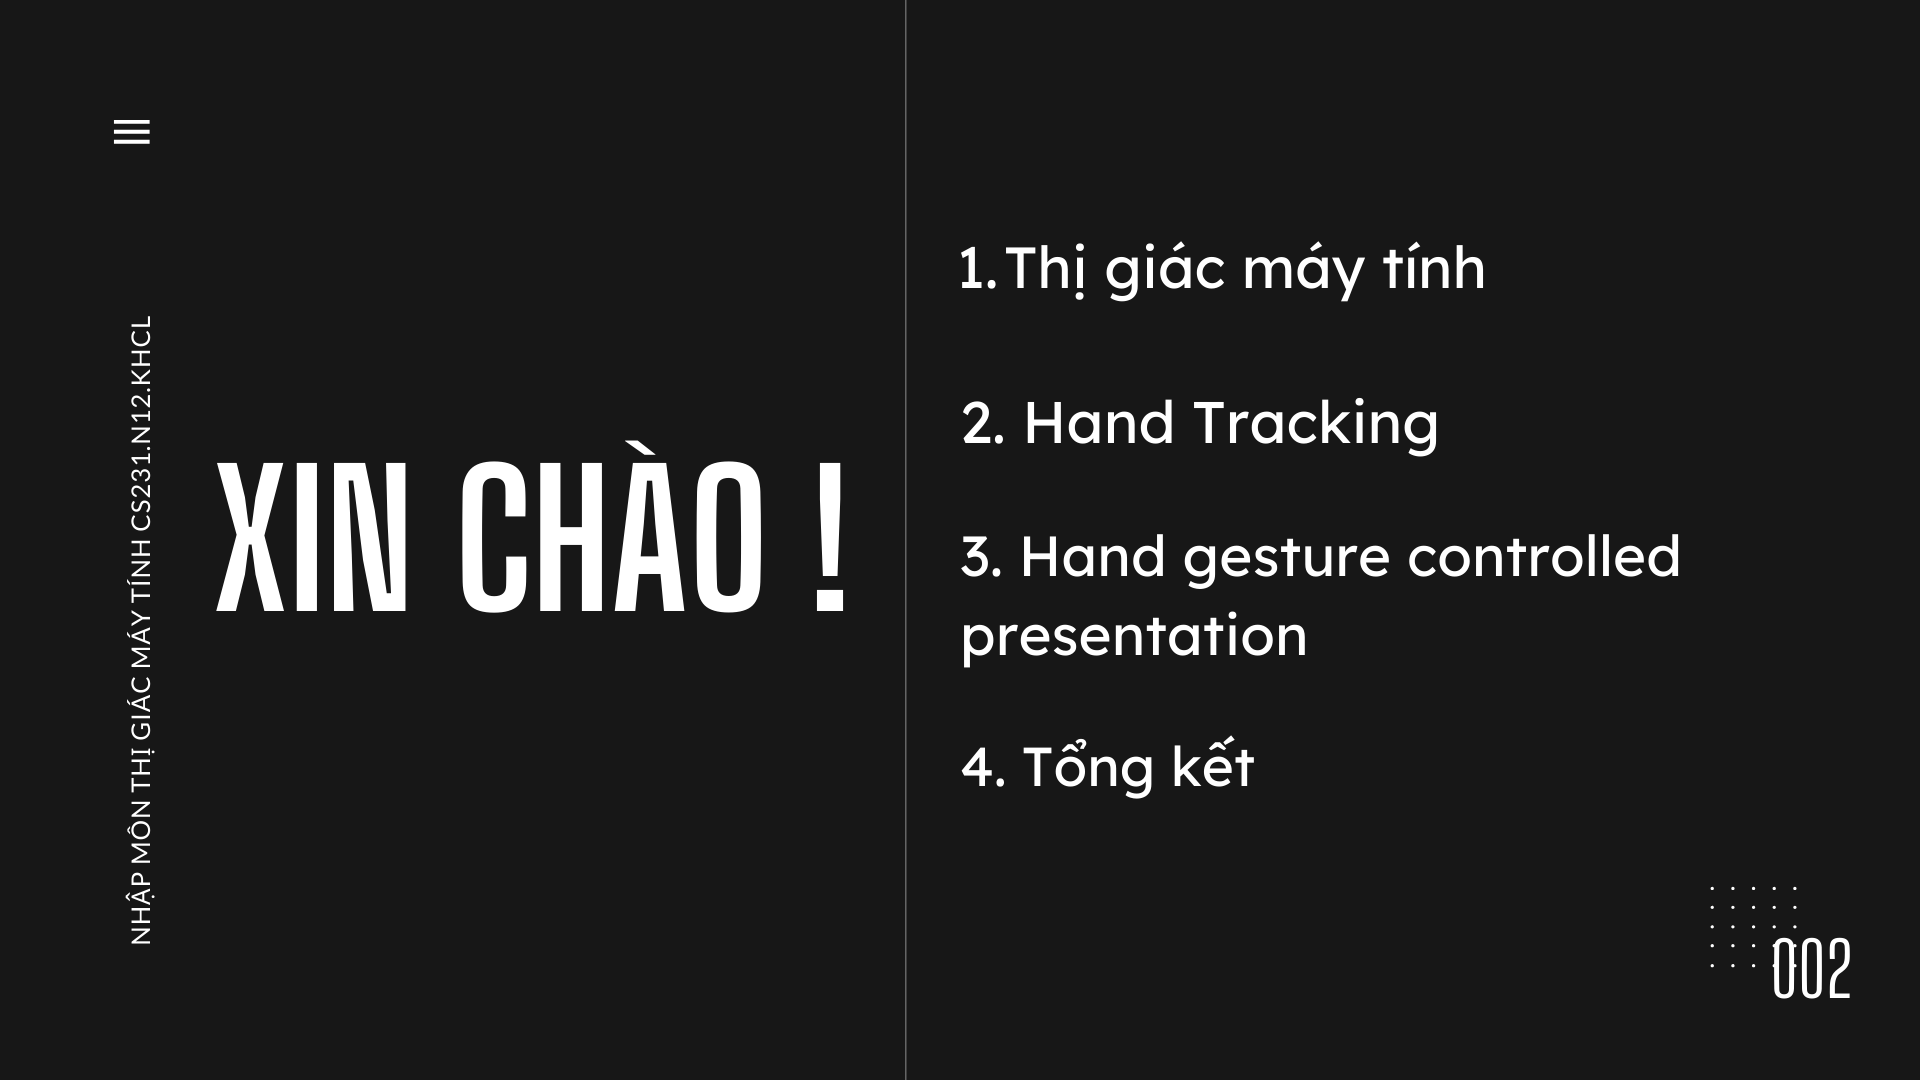 NHẬP MÔN THỊ GIÁC MÁY TÍNH CS231.N12.KHCL
XIN CHÀO !
1. Thị giác máy tính
2. Hand Tracking
3. Hand gesture controlled
presentation
4. Tổng kết
002